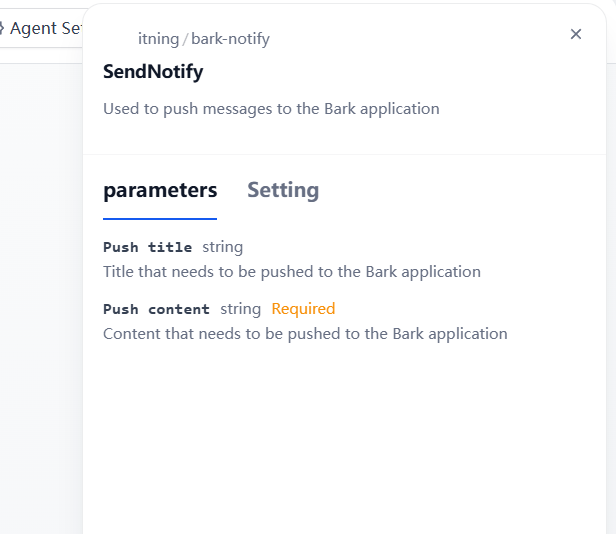 Agent Se
itning / bark-notify
SendNotify
Used to push messages to the Bark application
parameters Setting
Push title string
Title that needs to be pushed to the Bark application
Push content string Required
Content that needs to be pushed to the Bark application